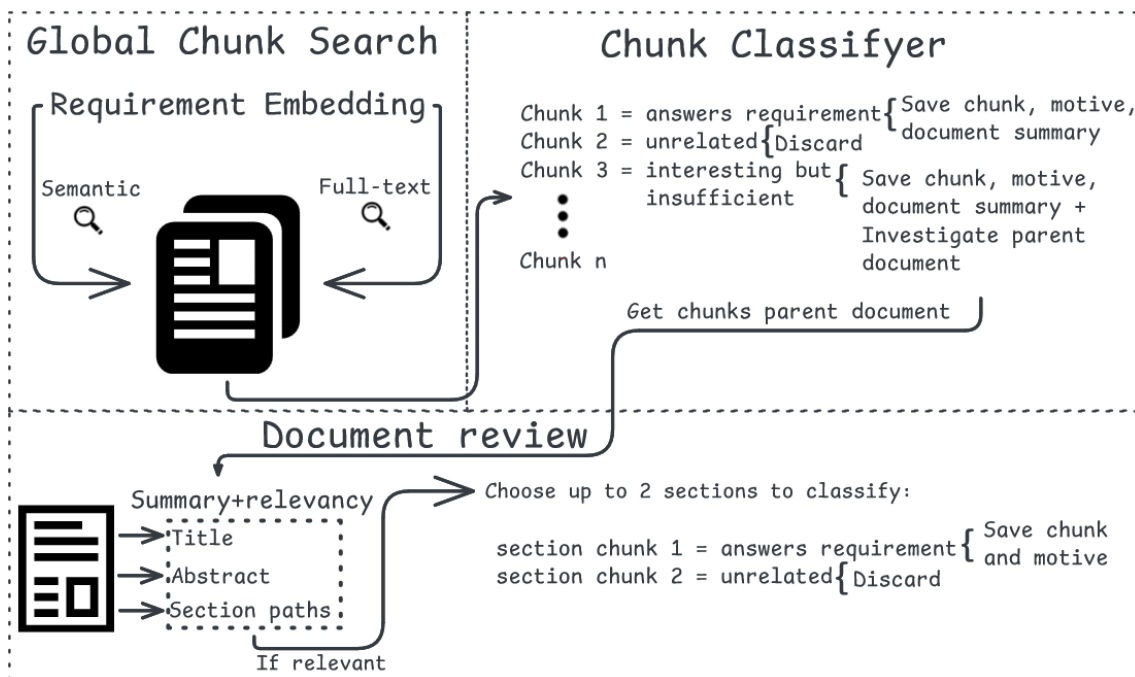 Global Chunk Search
Requirement Embedding
Semantic
Full-text
Chunk Classifyer
Chunk 1 = answers requirement{
Save chunk, motive,
document summary
Chunk 2 = unrelated{Discard
Chunk 3 = interesting but{
insufficient
Save chunk, motive,
document summary +
Investigate parent
document
Chunk n
Get chunks parent document
Document review
Summary+relevancy
Title
Abstract
Section paths
If relevant
Choose up to 2 sections to classify:
section chunk 1 = answers requirement{
Save chunk
and motive
section chunk 2 = unrelated{Discard